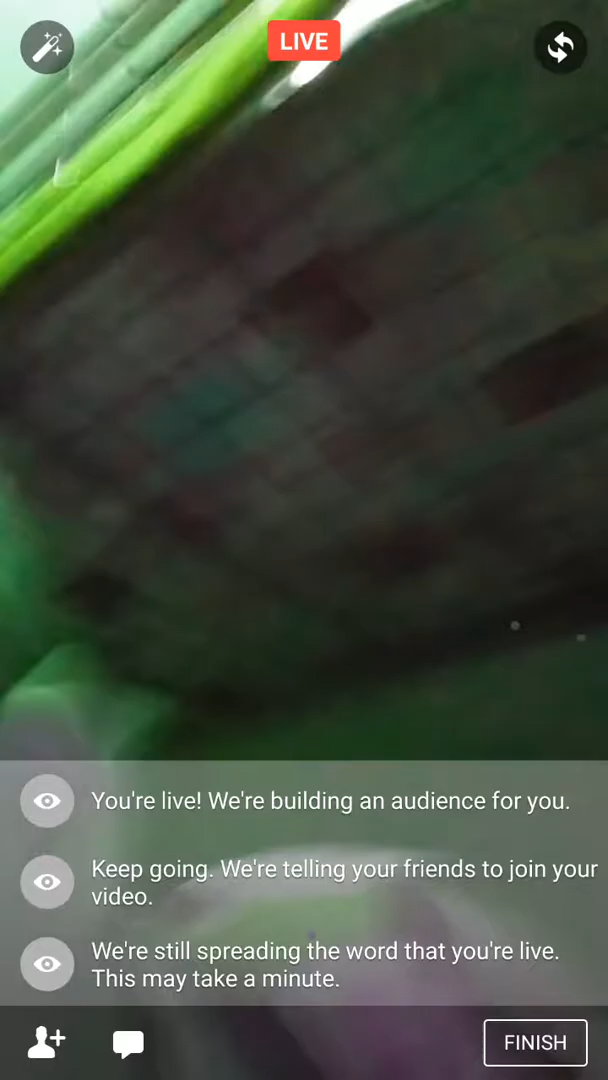 LIVE
You're live! We're building an audience for you.
Keep going. We're telling your friends to join your
video.
We're still spreading the word that you're live.
This may take a minute.
FINISH